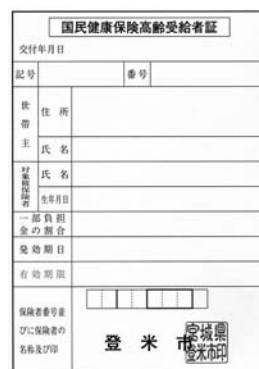 国民健康保険高齢受給者証
交付年月日
記号
番号
世帯主
住所
氏名
対象被保険者
氏名
生年月日
一部負担
金の割合
発効期日
有効期限
保険者番号並
びに保険者の
名称及び印
登米市
宮城県
登米市印